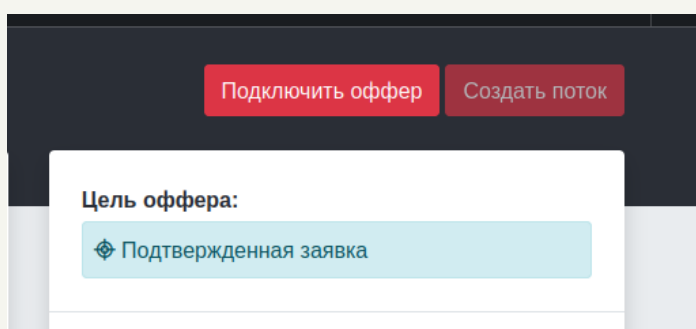 Подключить оффер
Создать поток
Цель оффера:
Подтвержденная заявка